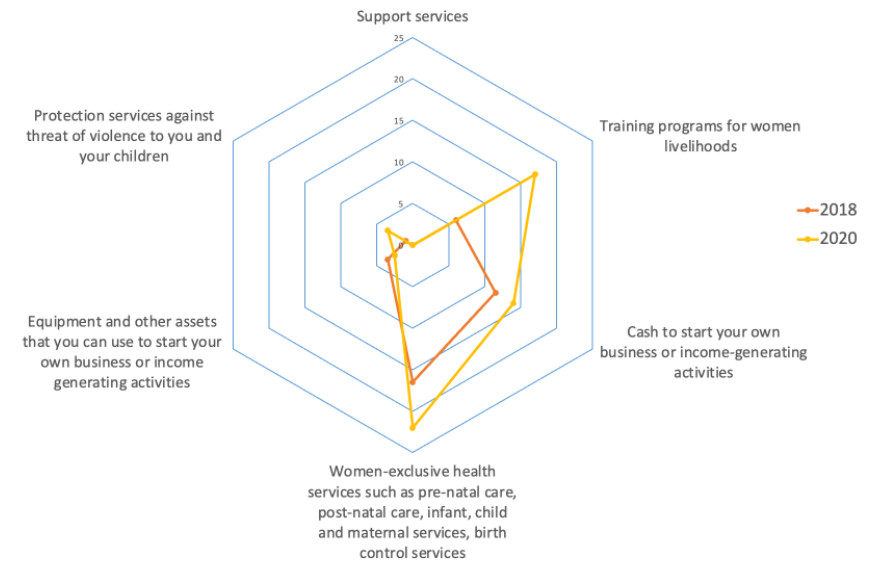 Support services
25
20
15
10
5
0
Protection services against
threat of violence to you and
your children
Training programs for women
livelihoods
2018
2020
Equipment and other assets
that you can use to start your
own business or income
generating activities
Cash to start your own
business or income-generating
activities
Women-exclusive health
services such as pre-natal care,
post-natal care, infant, child
and maternal services, birth
control services